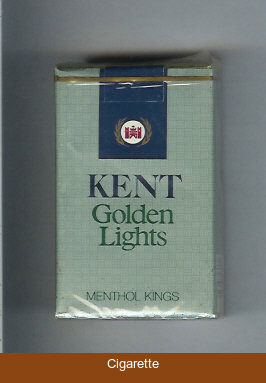 KENT
Golden
Lights
MENTHOL KINGS
Cigarette